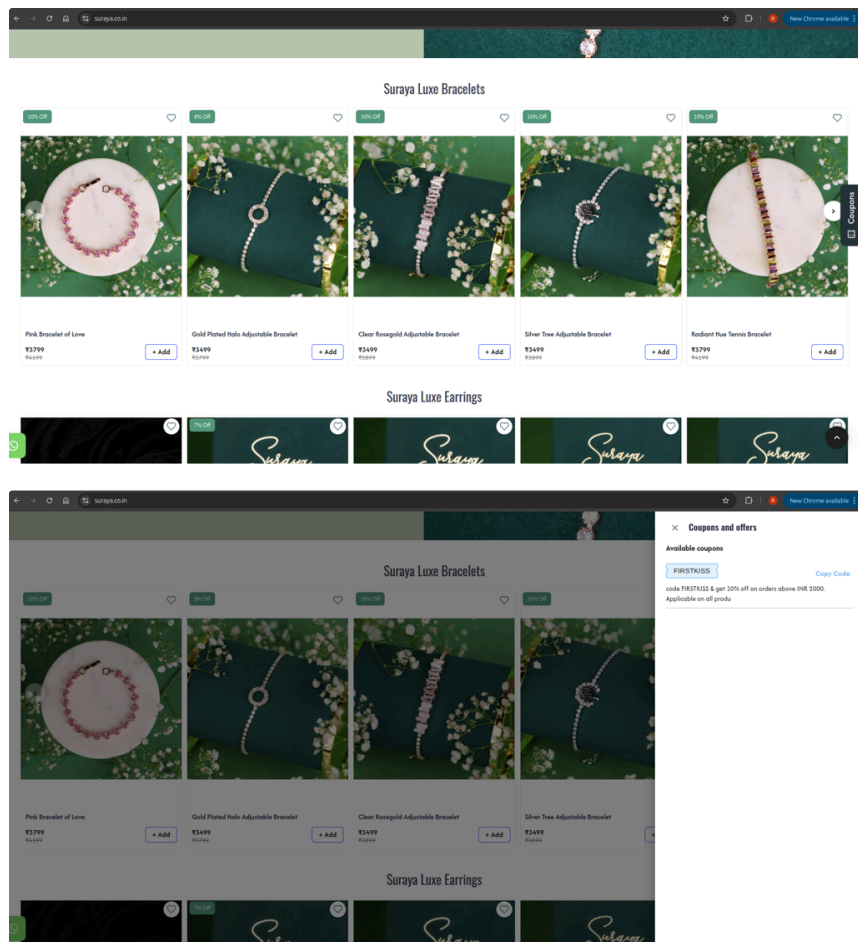 suraya.co.in
New Chrome available
Suraya Luxe Bracelets
10% Off
8% Off
10% Off
10% Off
10% Off
Coupons
Pink Bracelet of Love
Gold Plated Halo Adjustable Bracelet
Clear Rosegold Adjustable Bracelet
Silver Tree Adjustable Bracelet
Radiant Hue Tennis Bracelet
₹3799
₹4199
+ Add
₹3499
₹3799
+ Add
₹3499
₹3899
+ Add
₹3499
₹3899
+ Add
₹3799
₹4199
+ Add
Suraya Luxe Earrings
7% Off
Suraya
Suraya
Suraya
Suraya
suraya.co.in
New Chrome available
Coupons and offers
Available coupons
FIRSTKISS
Copy Code
code FIRSTKISS & get 10% off on orders above INR 2000.
Applicable on all produ
Suraya Luxe Bracelets
10% Off
8% Off
10% Off
10% Off
Pink Bracelet of Love
Gold Plated Halo Adjustable Bracelet
Clear Rosegold Adjustable Bracelet
Silver Tree Adjustable Bracelet
₹3799
₹4199
+ Add
₹3499
₹3799
+ Add
₹3499
₹3899
+ Add
₹3499
₹3899
Suraya Luxe Earrings
7% Off